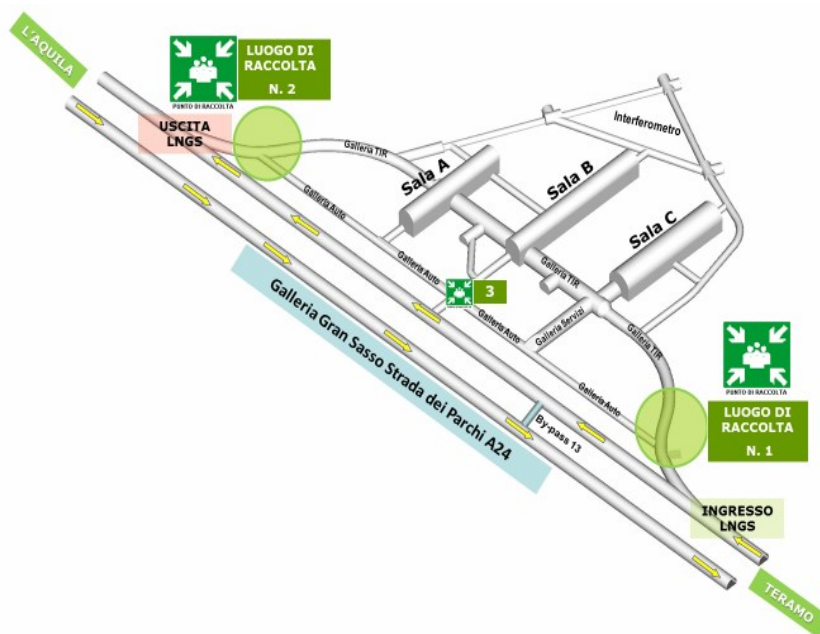 L'AQUILA
LUOGO DI
RACCOLTA
N. 2
PUNTO DI RACCOLTA
USCITA
LNGS
Galleria TIR
Sala A
Sala B
Interferometro
Galleria Auto
Sala C
Galleria Auto
Galleria TIR
3
Galleria Auto
Galleria Servizi
Galleria TIR
PUNTO DI RACCOLTA
Galleria Auto
LUOGO DI
RACCOLTA
N. 1
Galleria Gran Sasso Strada dei Parchi A24
By-pass 13
INGRESSO
LNGS
TERAMO